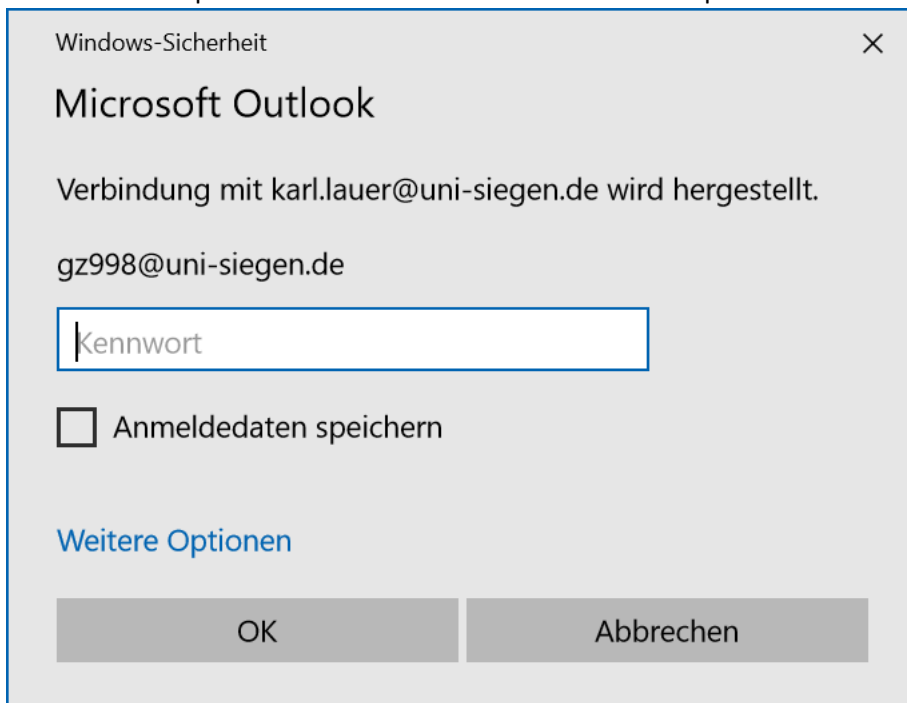 Windows-Sicherheit
Microsoft Outlook
Verbindung mit karl.lauer@uni-siegen.de wird hergestellt.
gz998@uni-siegen.de
Kennwort
Anmeldedaten speichern
Weitere Optionen
OK
Abbrechen